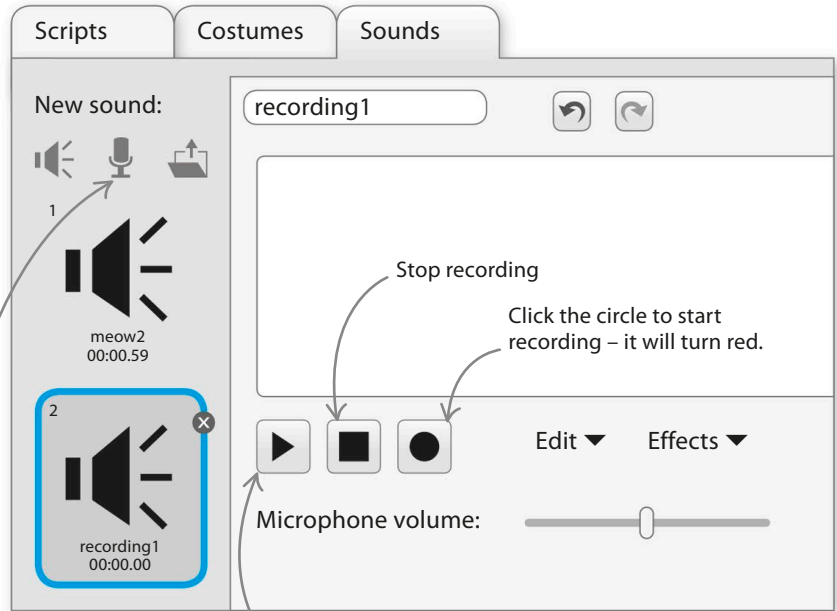 Scripts
Costumes
Sounds
New sound:
recording1
1
meow2
00:00.59
2
recording1
00:00.00
Stop recording
Click the circle to start
recording – it will turn red.
Edit
Effects
Microphone volume: